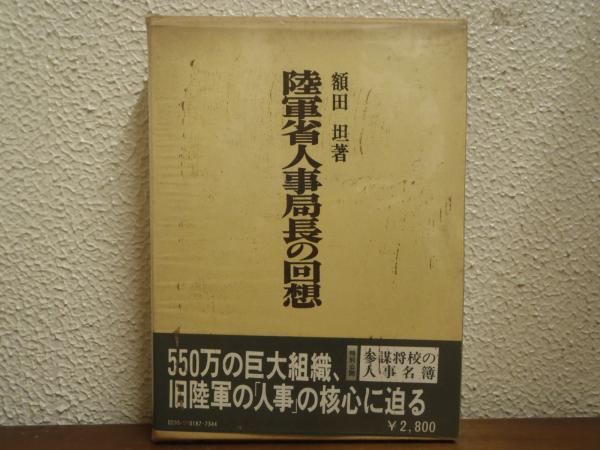 額田 坦著
陸軍省人事局長の回想
550万の巨大組織、
旧陸軍の「人事」の核心に迫る
参謀将校の
人事名簿
¥2,800